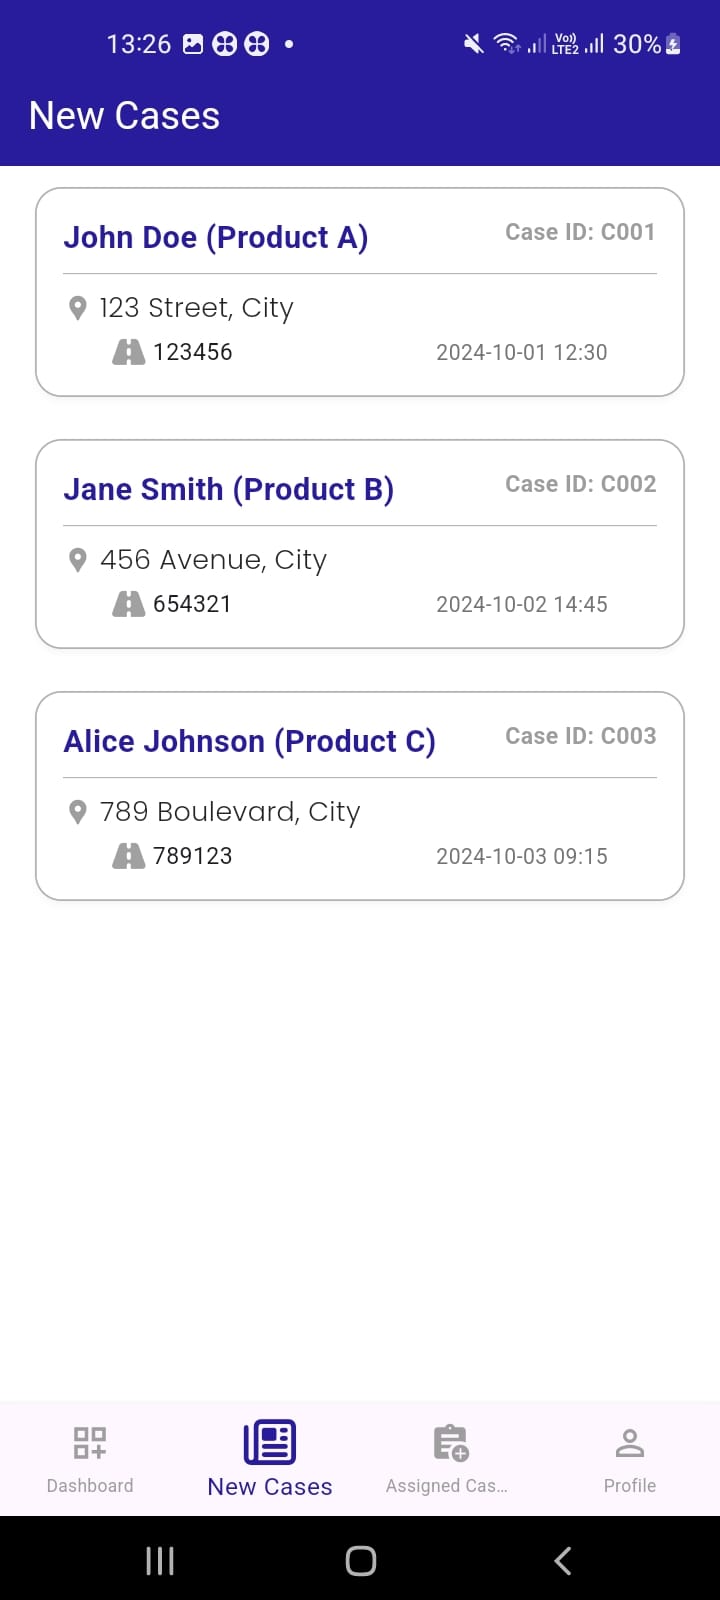 13:26 Vo)) LTE2 30%
New Cases
John Doe (Product A) Case ID: C001
123 Street, City
123456 2024-10-01 12:30
Jane Smith (Product B) Case ID: C002
456 Avenue, City
654321 2024-10-02 14:45
Alice Johnson (Product C) Case ID: C003
789 Boulevard, City
789123 2024-10-03 09:15
Dashboard New Cases Assigned Cas... Profile